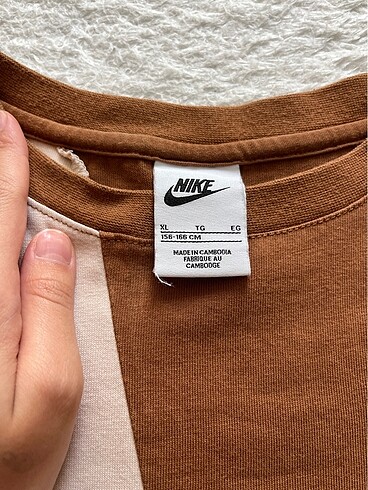 NIKE
XL TG EG
156-166 CM
MADE IN CAMBODIA
FABRIQUE AU
CAMBODGE